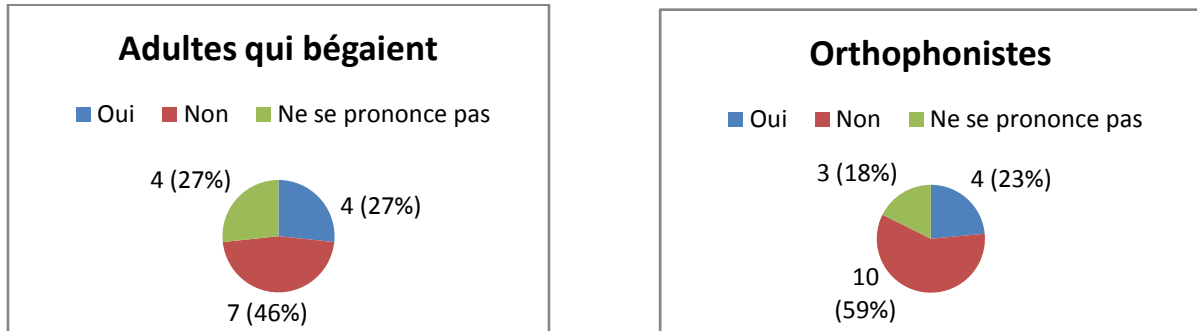 Adultes qui bégaient
Oui Non Ne se prononce pas
4 (27%)
4 (27%)
7 (46%)
Orthophonistes
Oui Non Ne se prononce pas
3 (18%)
4 (23%)
10
(59%)